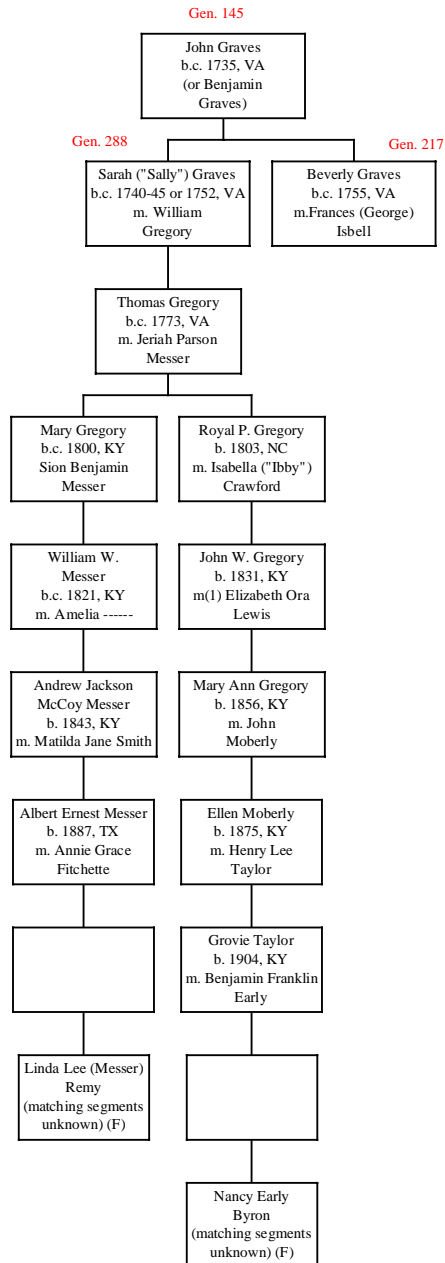 Gen. 145
John Graves
b.c. 1735, VA
(or Benjamin
Graves)
Gen. 288
Gen. 217
Sarah ("Sally") Graves
b.c. 1740-45 or 1752, VA
m. William
Gregory
Beverly Graves
b.c. 1755, VA
m.Frances (George)
Isbell
Thomas Gregory
b.c. 1773, VA
m. Jeriah Parson
Messer
Mary Gregory
b.c. 1800, KY
Sion Benjamin
Messer
Royal P. Gregory
b. 1803, NC
m. Isabella ("Ibby")
Crawford
William W.
Messer
b.c. 1821, KY
m. Amelia ------
John W. Gregory
b. 1831, KY
m(1) Elizabeth Ora
Lewis
Andrew Jackson
McCoy Messer
b. 1843, KY
m. Matilda Jane Smith
Mary Ann Gregory
b. 1856, KY
m. John
Moberly
Albert Ernest Messer
b. 1887, TX
m. Annie Grace
Fitchette
Ellen Moberly
b. 1875, KY
m. Henry Lee
Taylor
Grovie Taylor
b. 1904, KY
m. Benjamin Franklin
Early
Linda Lee (Messer)
Remy
(matching segments
unknown) (F)
Nancy Early
Byron
(matching segments
unknown) (F)